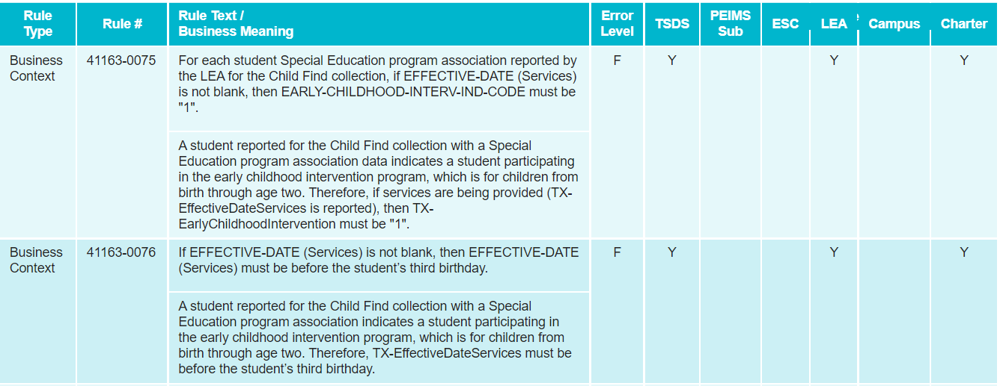 Rule Type
Rule #
Rule Text /
Business Meaning
Error Level
TSDS
PEIMS Sub
ESC
LEA
Campus
Charter
Business Context
41163-0075
For each student Special Education program association reported by
the LEA for the Child Find collection, if EFFECTIVE-DATE (Services)
is not blank, then EARLY-CHILDHOOD-INTERV-IND-CODE must be
"1".
F
Y
Y
Y
A student reported for the Child Find collection with a Special
Education program association data indicates a student participating
in the early childhood intervention program, which is for children from
birth through age two. Therefore, if services are being provided (TX-
EffectiveDateServices is reported), then TX-
EarlyChildhoodIntervention must be "1".
Business Context
41163-0076
If EFFECTIVE-DATE (Services) is not blank, then EFFECTIVE-DATE
(Services) must be before the student’s third birthday.
F
Y
Y
Y
A student reported for the Child Find collection with a Special
Education program association indicates a student participating in
the early childhood intervention program, which is for children from
birth through age two. Therefore, TX-EffectiveDateServices must be
before the student’s third birthday.